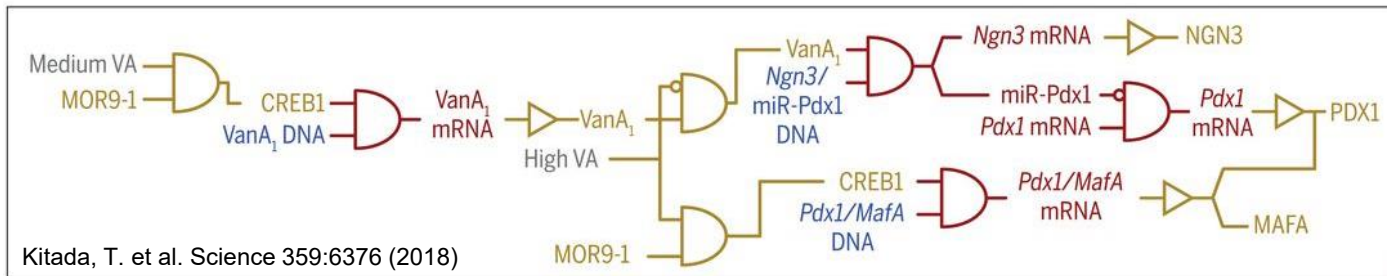 Medium VA
MOR9-1
CREB1
VanA₁ DNA
VanA₁
mRNA
VanA₁
High VA
MOR9-1
VanA₁
Ngn3/
miR-Pdx1
DNA
Ngn3 mRNA
NGN3
miR-Pdx1
Pdx1 mRNA
Pdx1
mRNA
PDX1
CREB1
Pdx1/MafA
DNA
Pdx1/MafA
mRNA
MAFA
Kitada, T. et al. Science 359:6376 (2018)